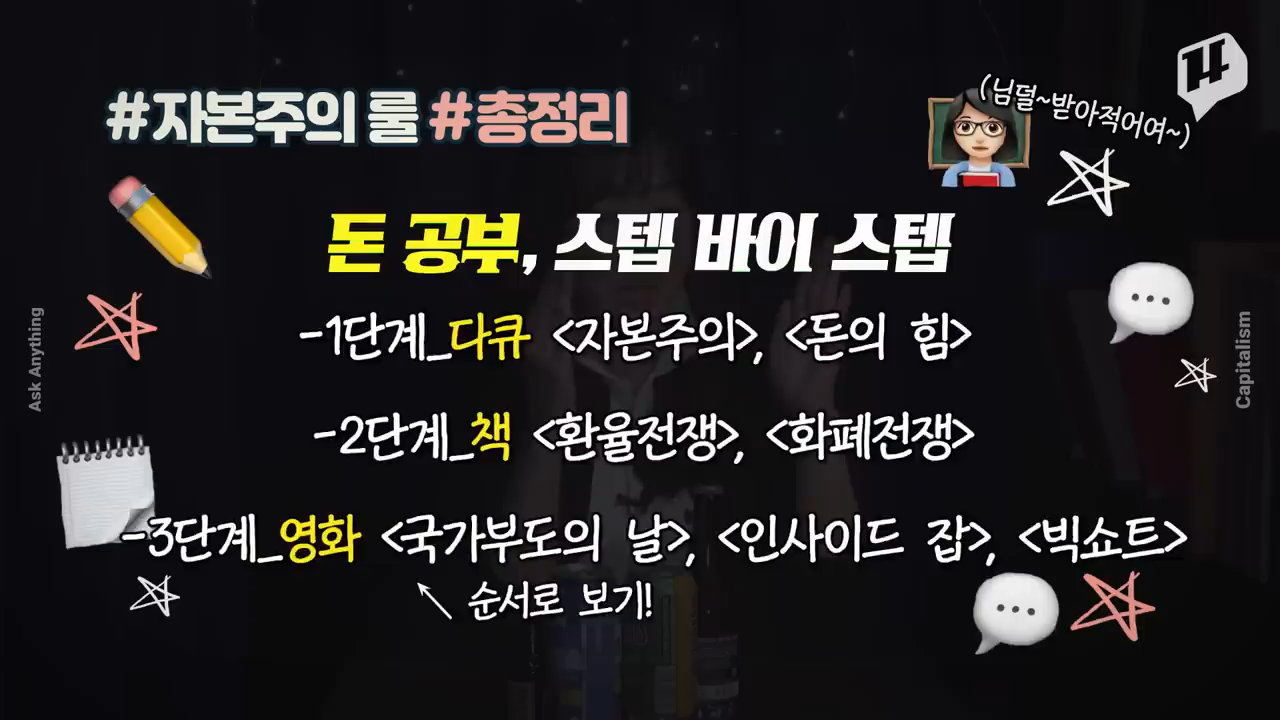 #자본주의 룰 #총정리
(님덜~받아적어여~)
돈 공부, 스텝 바이 스텝
-1단계_다큐 <자본주의>, <돈의 힘>
-2단계_책 <환율전쟁>, <화폐전쟁>
-3단계_영화 <국가부도의 날>, <인사이드 잡>, <빅쇼트>
순서로 보기!
Ask Anything
Capitalism